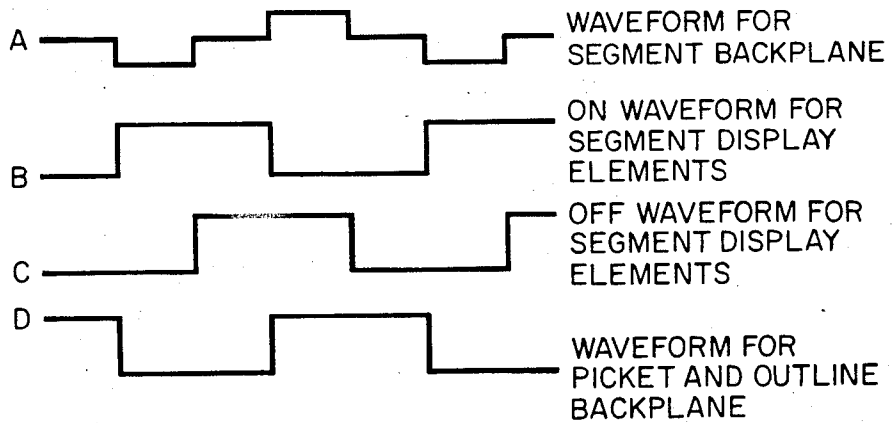 A
WAVEFORM FOR
SEGMENT BACKPLANE
B
ON WAVEFORM FOR
SEGMENT DISPLAY
ELEMENTS
C
OFF WAVEFORM FOR
SEGMENT DISPLAY
ELEMENTS
D
WAVEFORM FOR
PICKET AND OUTLINE
BACKPLANE